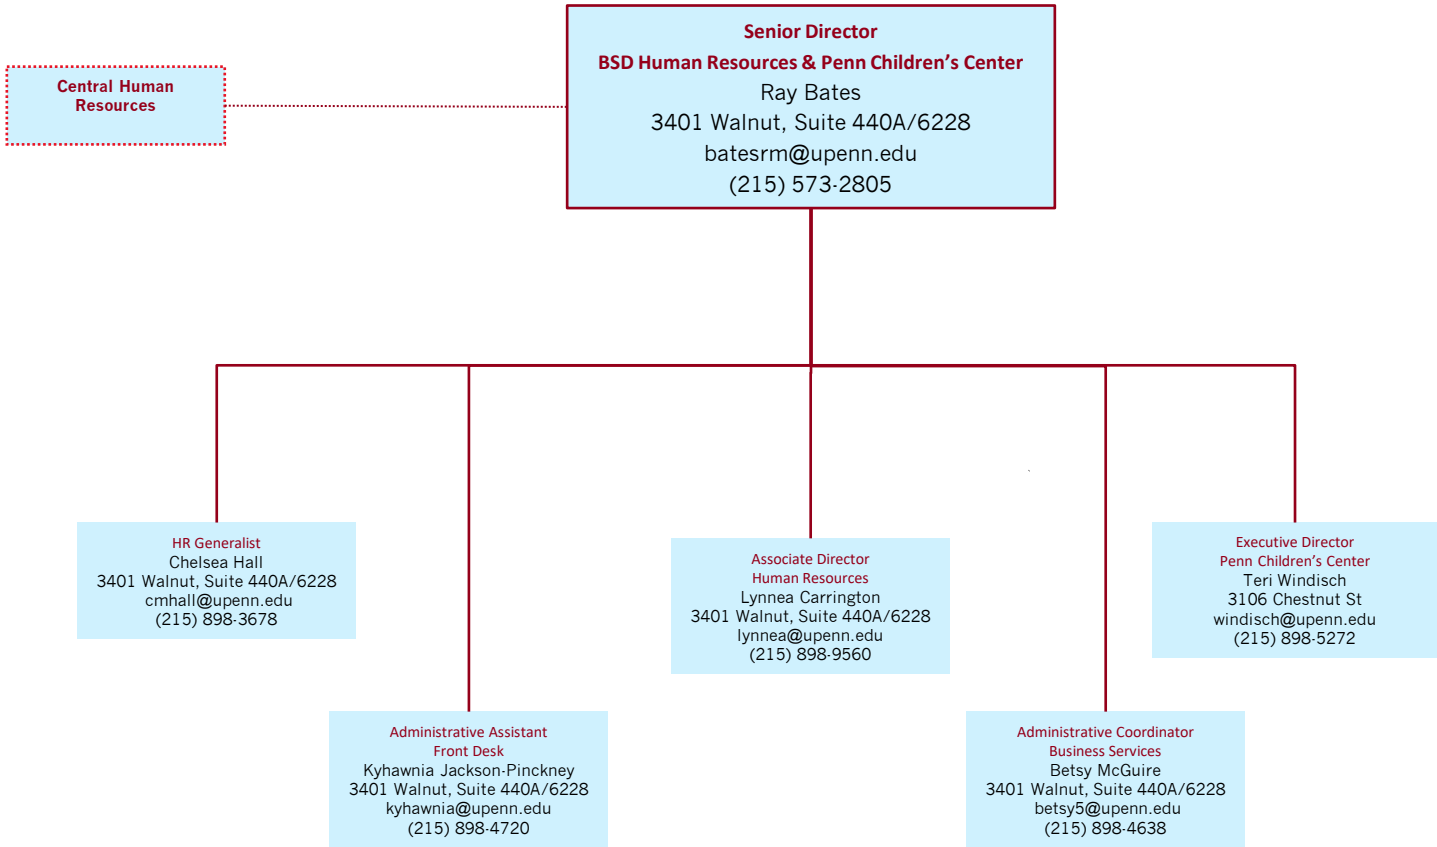 Senior Director
BSD Human Resources & Penn Children’s Center
Ray Bates
3401 Walnut, Suite 440A/6228
batesrm@upenn.edu
(215) 573-2805
Central Human
Resources
HR Generalist
Chelsea Hall
3401 Walnut, Suite 440A/6228
cmhall@upenn.edu
(215) 898-3678
Administrative Assistant
Front Desk
Kyhawnia Jackson-Pinckney
3401 Walnut, Suite 440A/6228
kyhawnia@upenn.edu
(215) 898-4720
Associate Director
Human Resources
Lynnea Carrington
3401 Walnut, Suite 440A/6228
lynnea@upenn.edu
(215) 898-9560
Administrative Coordinator
Business Services
Betsy McGuire
3401 Walnut, Suite 440A/6228
betsy5@upenn.edu
(215) 898-4638
Executive Director
Penn Children’s Center
Teri Windisch
3106 Chestnut St
windisch@upenn.edu
(215) 898-5272